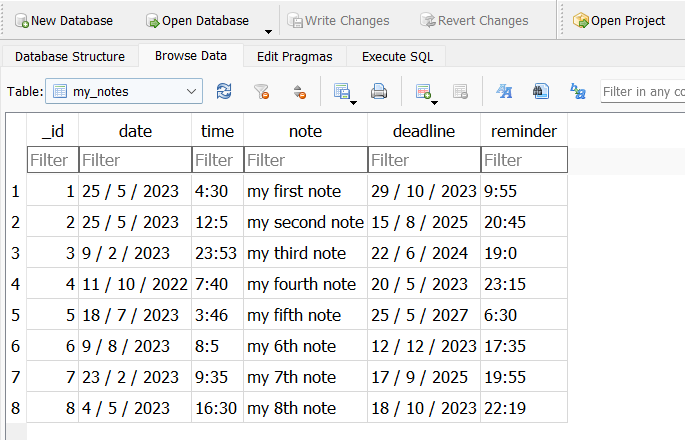 New Database Open Database Write Changes Revert Changes Open Project
Database Structure Browse Data Edit Pragmas Execute SQL
Table: my_notes Filter in any co
_id date time note deadline reminder
Filter Filter Filter Filter Filter Filter
1 1 25 / 5 / 2023 4:30 my first note 29 / 10 / 2023 9:55
2 2 25 / 5 / 2023 12:5 my second note 15 / 8 / 2025 20:45
3 3 9 / 2 / 2023 23:53 my third note 22 / 6 / 2024 19:0
4 4 11 / 10 / 2022 7:40 my fourth note 20 / 5 / 2023 23:15
5 5 18 / 7 / 2023 3:46 my fifth note 25 / 5 / 2027 6:30
6 6 9 / 8 / 2023 8:5 my 6th note 12 / 12 / 2023 17:35
7 7 23 / 2 / 2023 9:35 my 7th note 17 / 9 / 2025 19:55
8 8 4 / 5 / 2023 16:30 my 8th note 18 / 10 / 2023 22:19